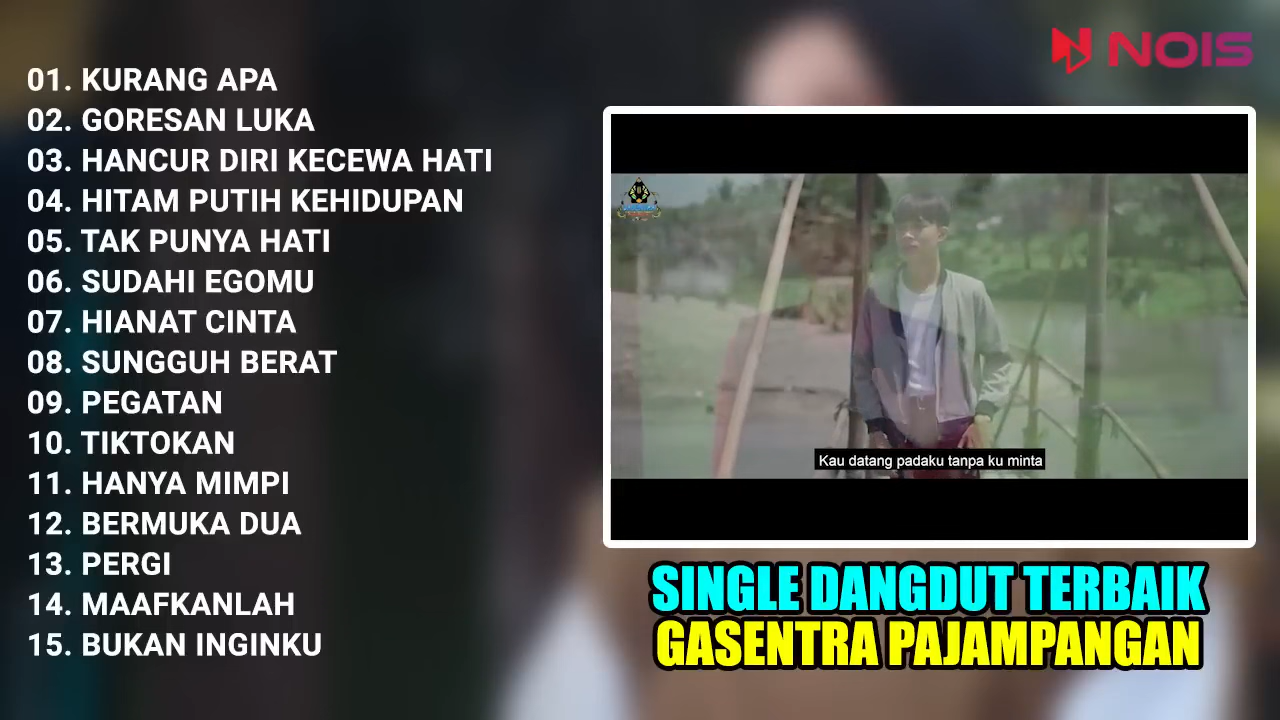 NOIS
01. KURANG APA
02. GORESAN LUKA
03. HANCUR DIRI KECEWA HATI
04. HITAM PUTIH KEHIDUPAN
05. TAK PUNYA HATI
06. SUDAHI EGOMU
07. HIANAT CINTA
08. SUNGGUH BERAT
09. PEGATAN
10. TIKTOKAN
11. HANYA MIMPI
12. BERMUKA DUA
13. PERGI
14. MAAFKANLAH
15. BUKAN INGINKU
Kau datang padaku tanpa ku minta
SINGLE DANGDUT TERBAIK
GASENTRA PAJAMPANGAN